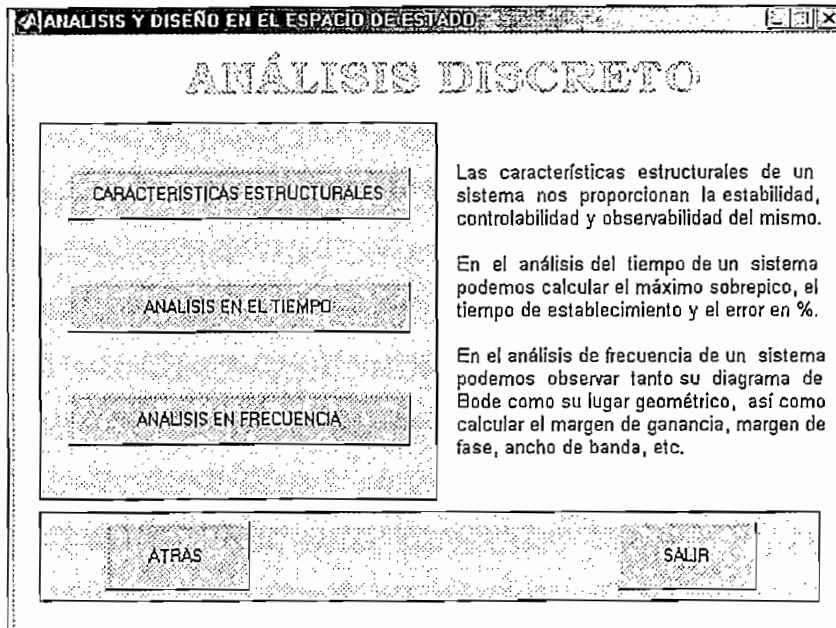 ANALISIS Y DISEÑO EN EL ESPACIO DE ESTADO
ANÁLISIS DISCRETO
CARACTERISTICAS ESTRUCTURALES
ANALISIS EN EL TIEMPO
ANALISIS EN FRECUENCIA
Las características estructurales de un
sistema nos proporcionan la estabilidad,
controlabilidad y observabilidad del mismo.
En el análisis del tiempo de un sistema
podemos calcular el máximo sobrepico, el
tiempo de establecimiento y el error en %.
En el análisis de frecuencia de un sistema
podemos observar tanto su diagrama de
Bode como su lugar geométrico, así como
calcular el margen de ganancia, margen de
fase, ancho de banda, etc.
ATRAS
SALIR